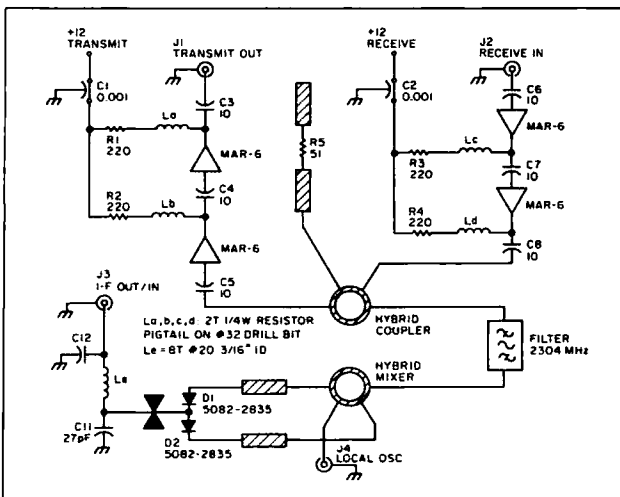 +12
TRANSMIT
J1
TRANSMIT OUT
+12
RECEIVE
J2
RECEIVE IN
C1
0.001
C3
10
C2
0.001
C6
10
La
R1
220
MAR-6
R5
51
Lc
R3
220
MAR-6
C7
10
C4
10
Lb
R2
220
MAR-6
Ld
R4
220
MAR-6
C8
10
C5
10
J3
I-F OUT/IN
La,b,c,d: 2T 1/4W RESISTOR
PIGTAIL ON #32 DRILL BIT
Le = 8T #20 3/16" ID
HYBRID
COUPLER
FILTER
2304 MHz
C12
Le
HYBRID
MIXER
D1
5082-2835
C11
27pF
D2
5082-2835
J4
LOCAL OSC